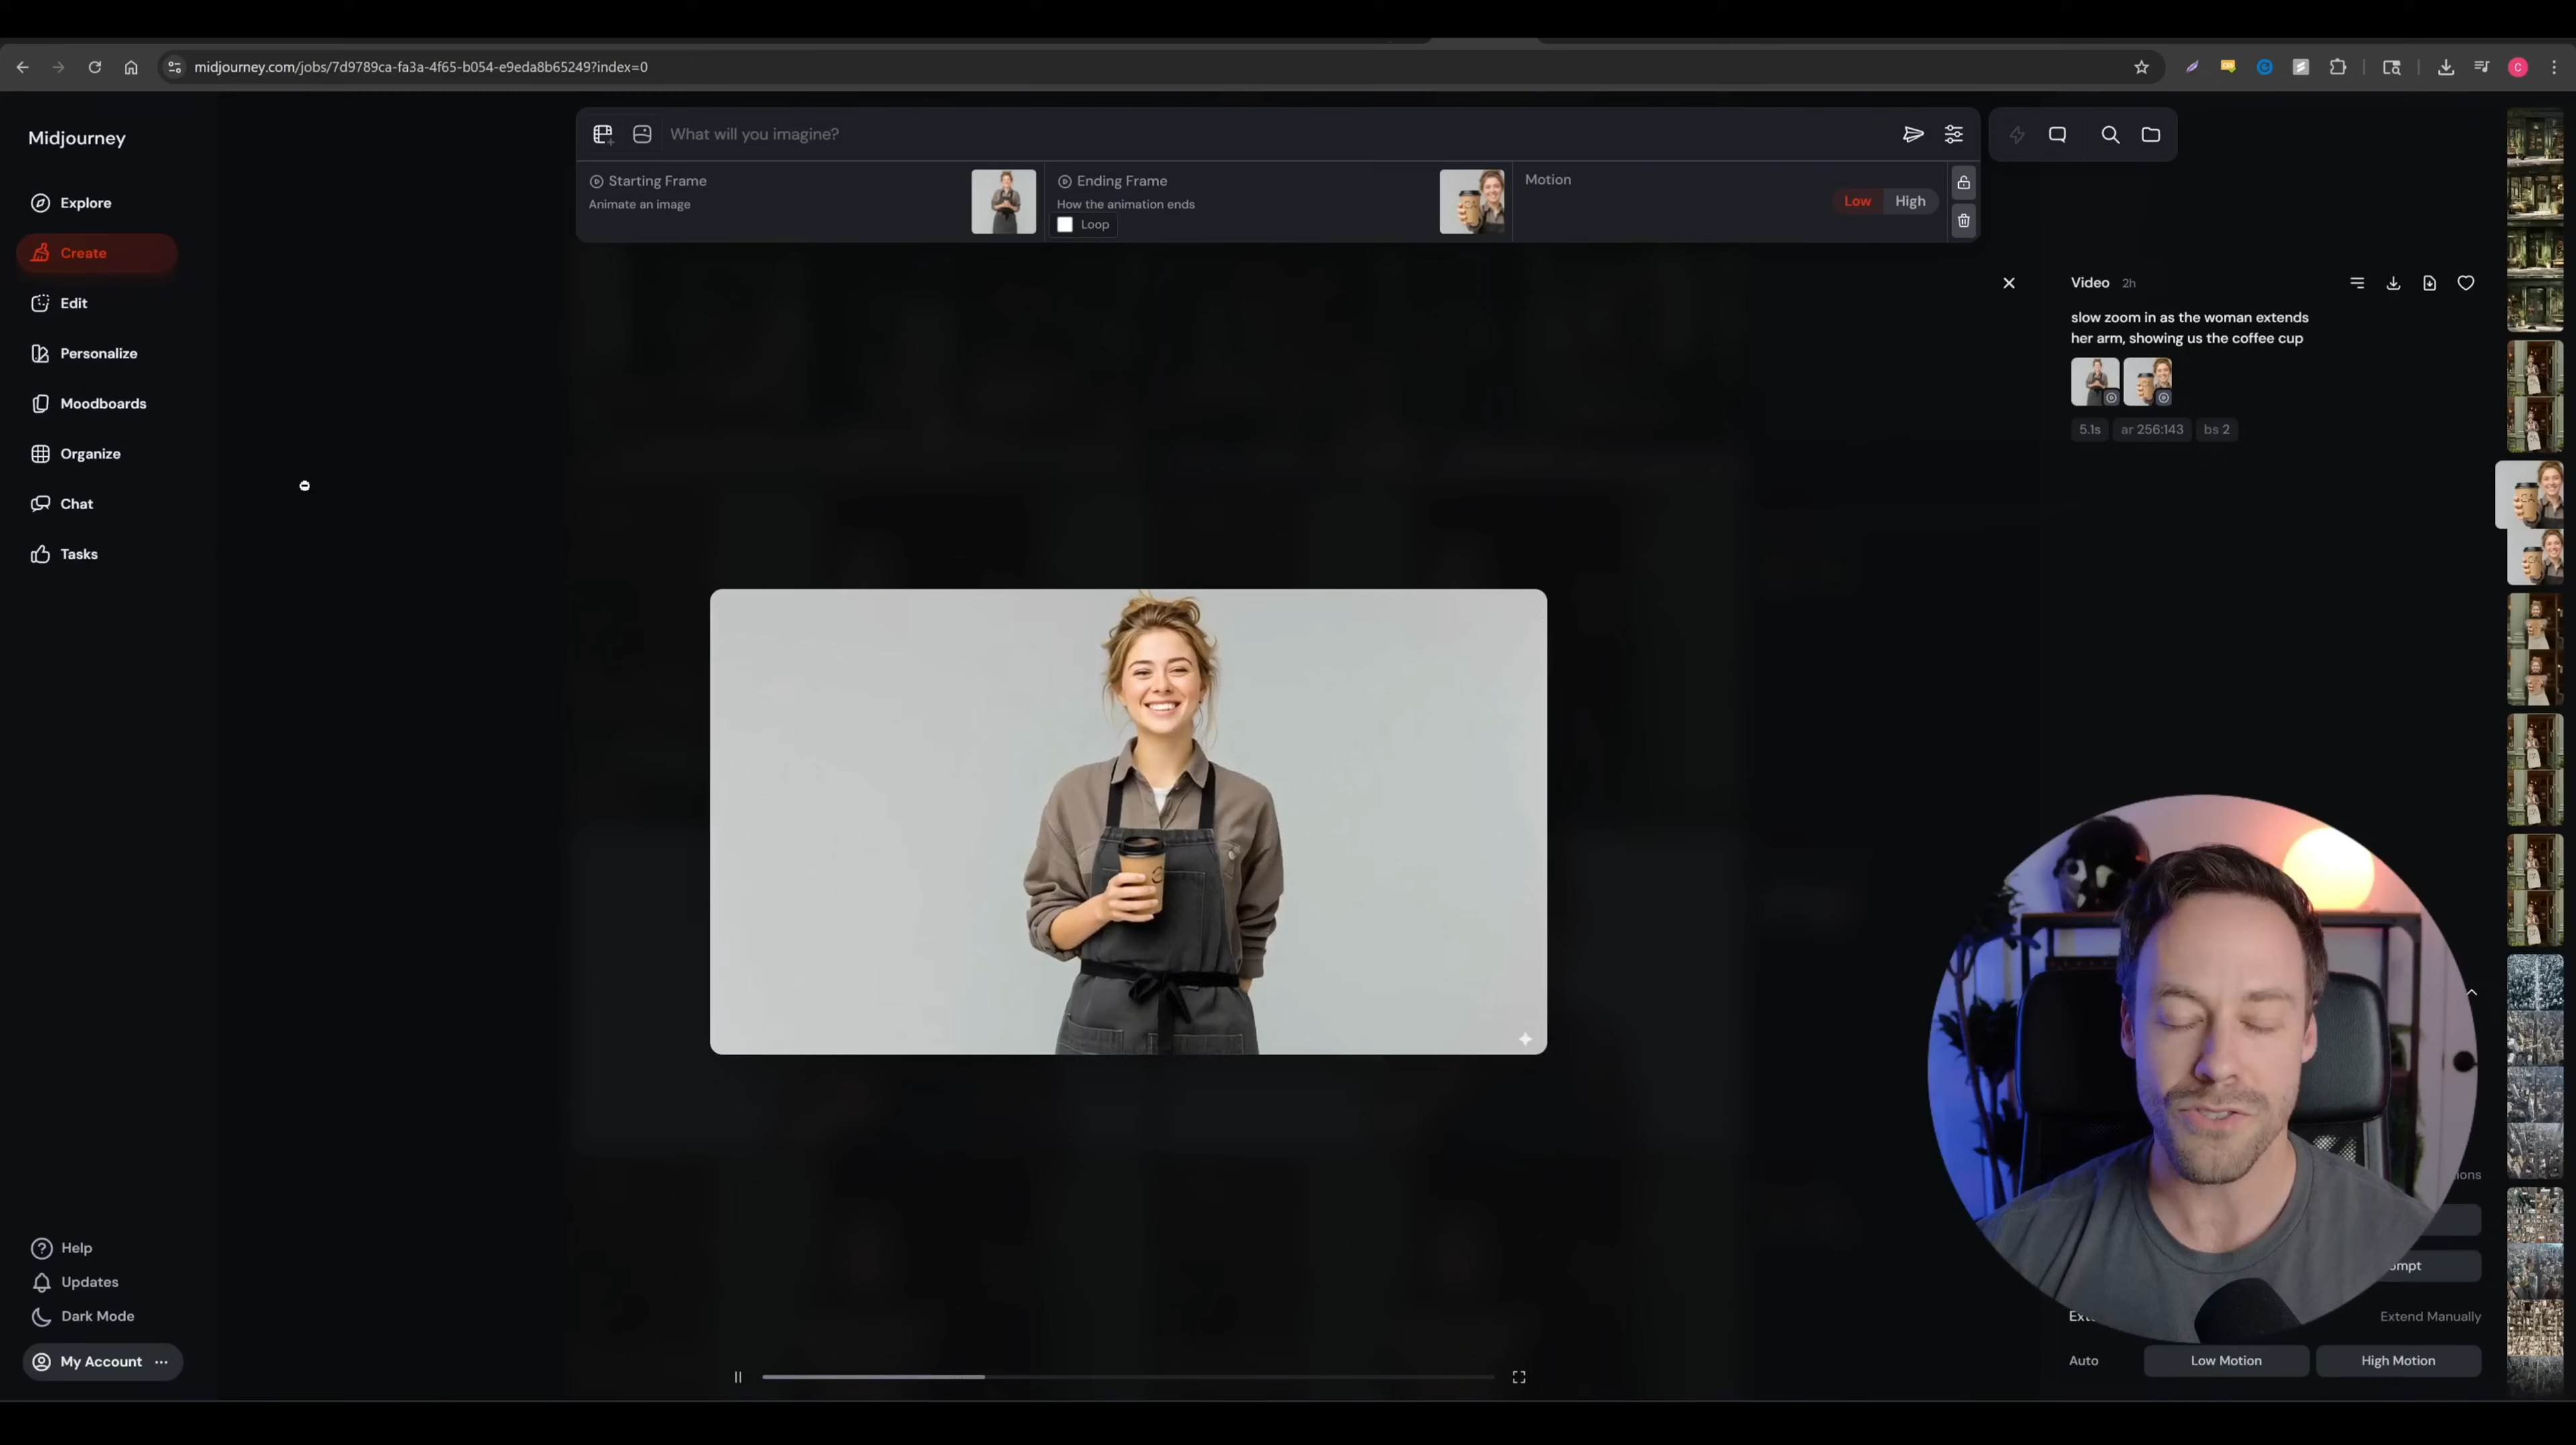 midjourney.com/jobs/7d9789ca-fa3a-4f65-b054-e9eda8b65249?index=0
C
Midjourney
Explore
Create
Edit
Personalize
Moodboards
Organize
Chat
Tasks
Help
Updates
Dark Mode
My Account
What will you imagine?
Starting Frame
Animate an image
Ending Frame
How the animation ends
Loop
Motion
Low High
Video 2h
slow zoom in as the woman extends
her arm, showing us the coffee cup
5.1s ar 256:143 bs 2
Extend Manually
Auto Low Motion High Motion